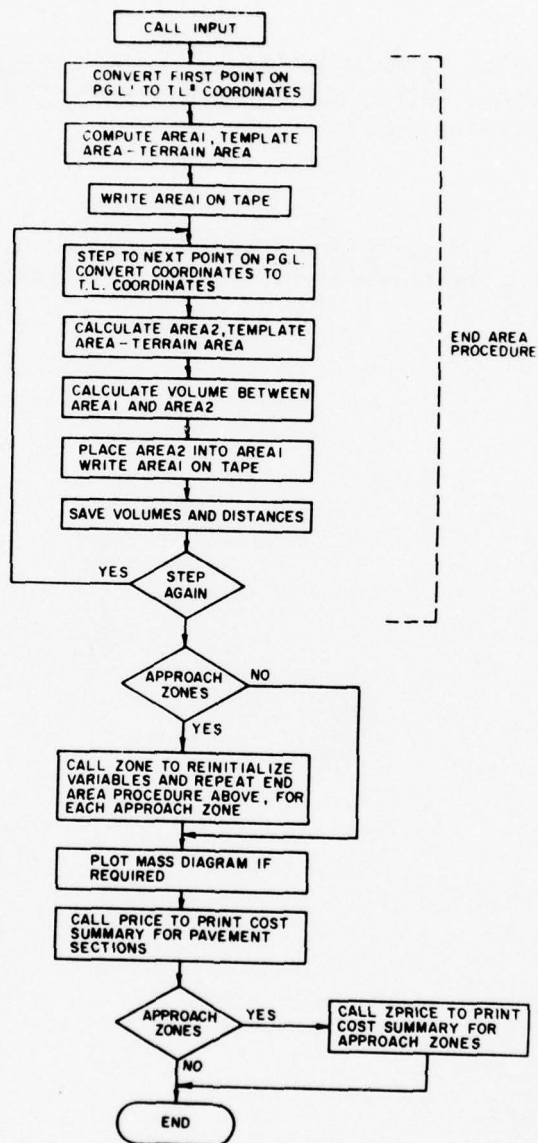 CALL INPUT
CONVERT FIRST POINT ON
PGL' TO TL" COORDINATES
COMPUTE AREA1, TEMPLATE
AREA-TERRAIN AREA
WRITE AREA1 ON TAPE
STEP TO NEXT POINT ON P.G.L.
CONVERT COORDINATES TO
T.L. COORDINATES
CALCULATE AREA2, TEMPLATE
AREA-TERRAIN AREA
CALCULATE VOLUME BETWEEN
AREA1 AND AREA2
PLACE AREA2 INTO AREA1
WRITE AREA1 ON TAPE
SAVE VOLUMES AND DISTANCES
YES
STEP
AGAIN
END AREA
PROCEDURE
APPROACH
ZONES
NO
YES
CALL ZONE TO REINITIALIZE
VARIABLES AND REPEAT END
AREA PROCEDURE ABOVE, FOR
EACH APPROACH ZONE
PLOT MASS DIAGRAM IF
REQUIRED
CALL PRICE TO PRINT COST
SUMMARY FOR PAVEMENT
SECTIONS
APPROACH
ZONES
YES
CALL ZPRICE TO PRINT
COST SUMMARY FOR
APPROACH ZONES
NO
END